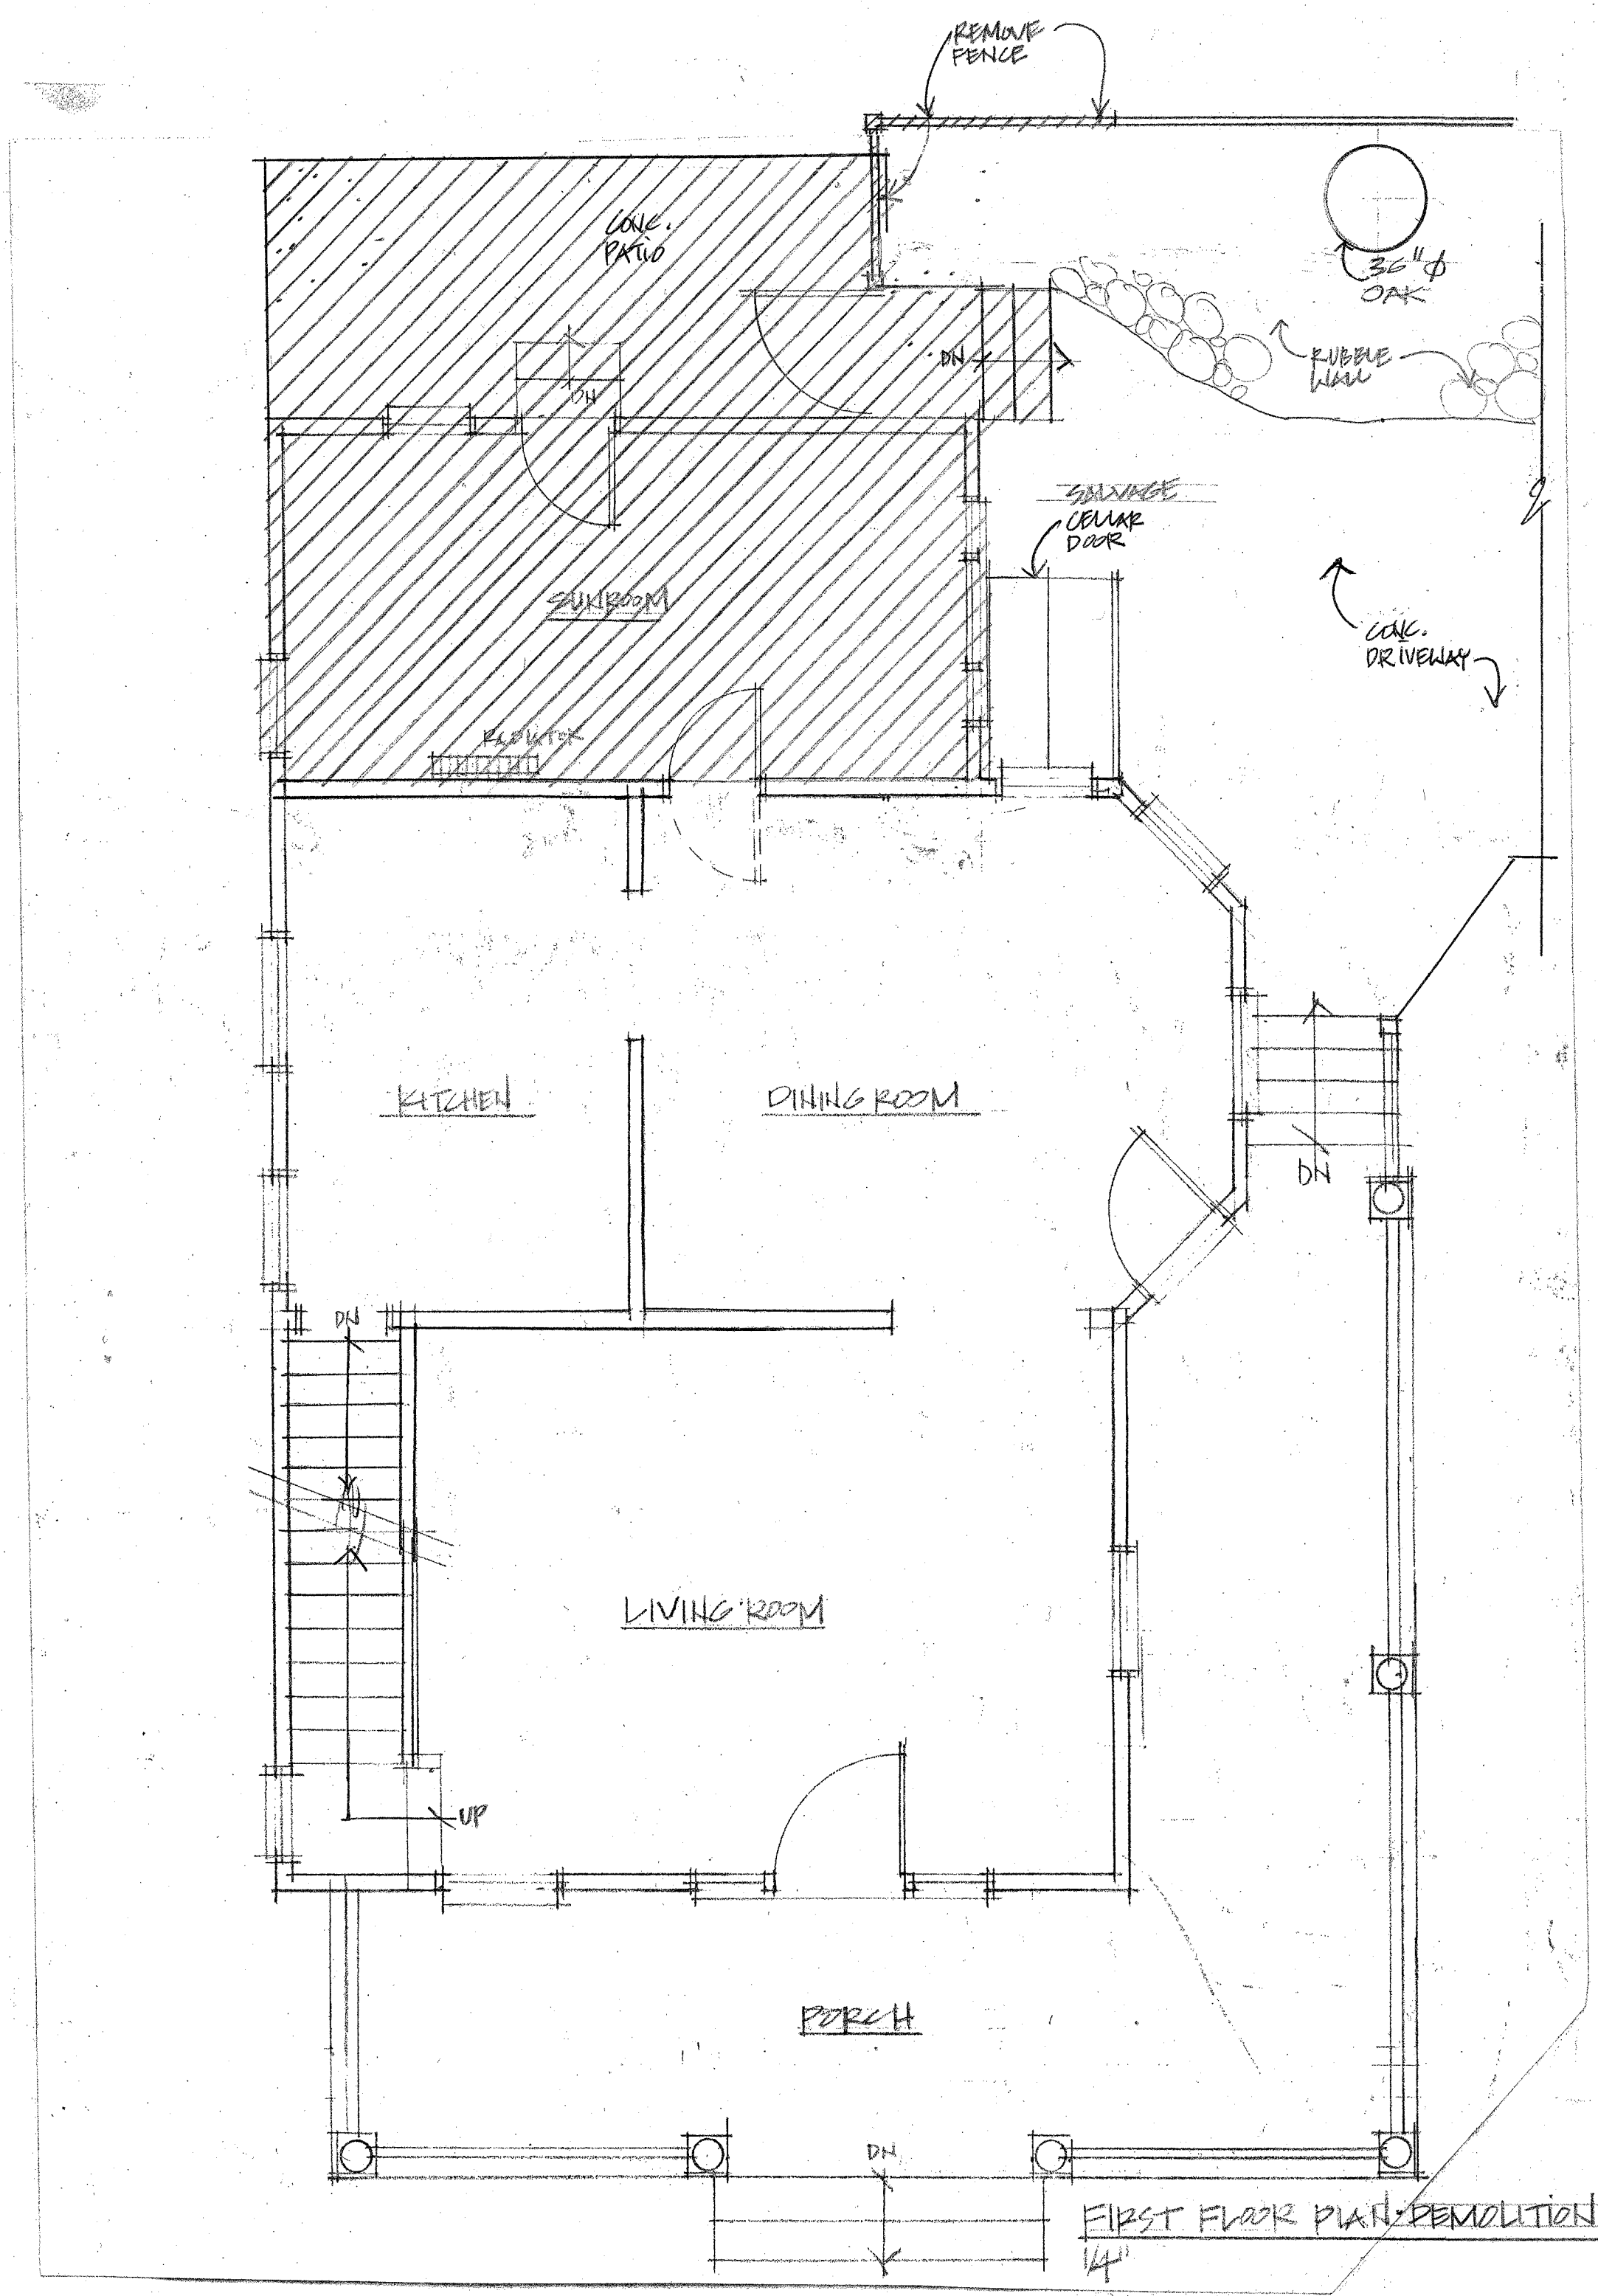 REMOVE
FENCE
CONC.
PATIO
36"ϕ
OAK
DN
RUBBLE
WALL
DN
SALVAGE
CELLAR
DOOR
SUNROOM
CONC.
DRIVEWAY
RADIATOR
KITCHEN
DINING ROOM
DN
DN
LIVING ROOM
UP
PORCH
DN
FIRST FLOOR PLAN-DEMOLITION
1/4"